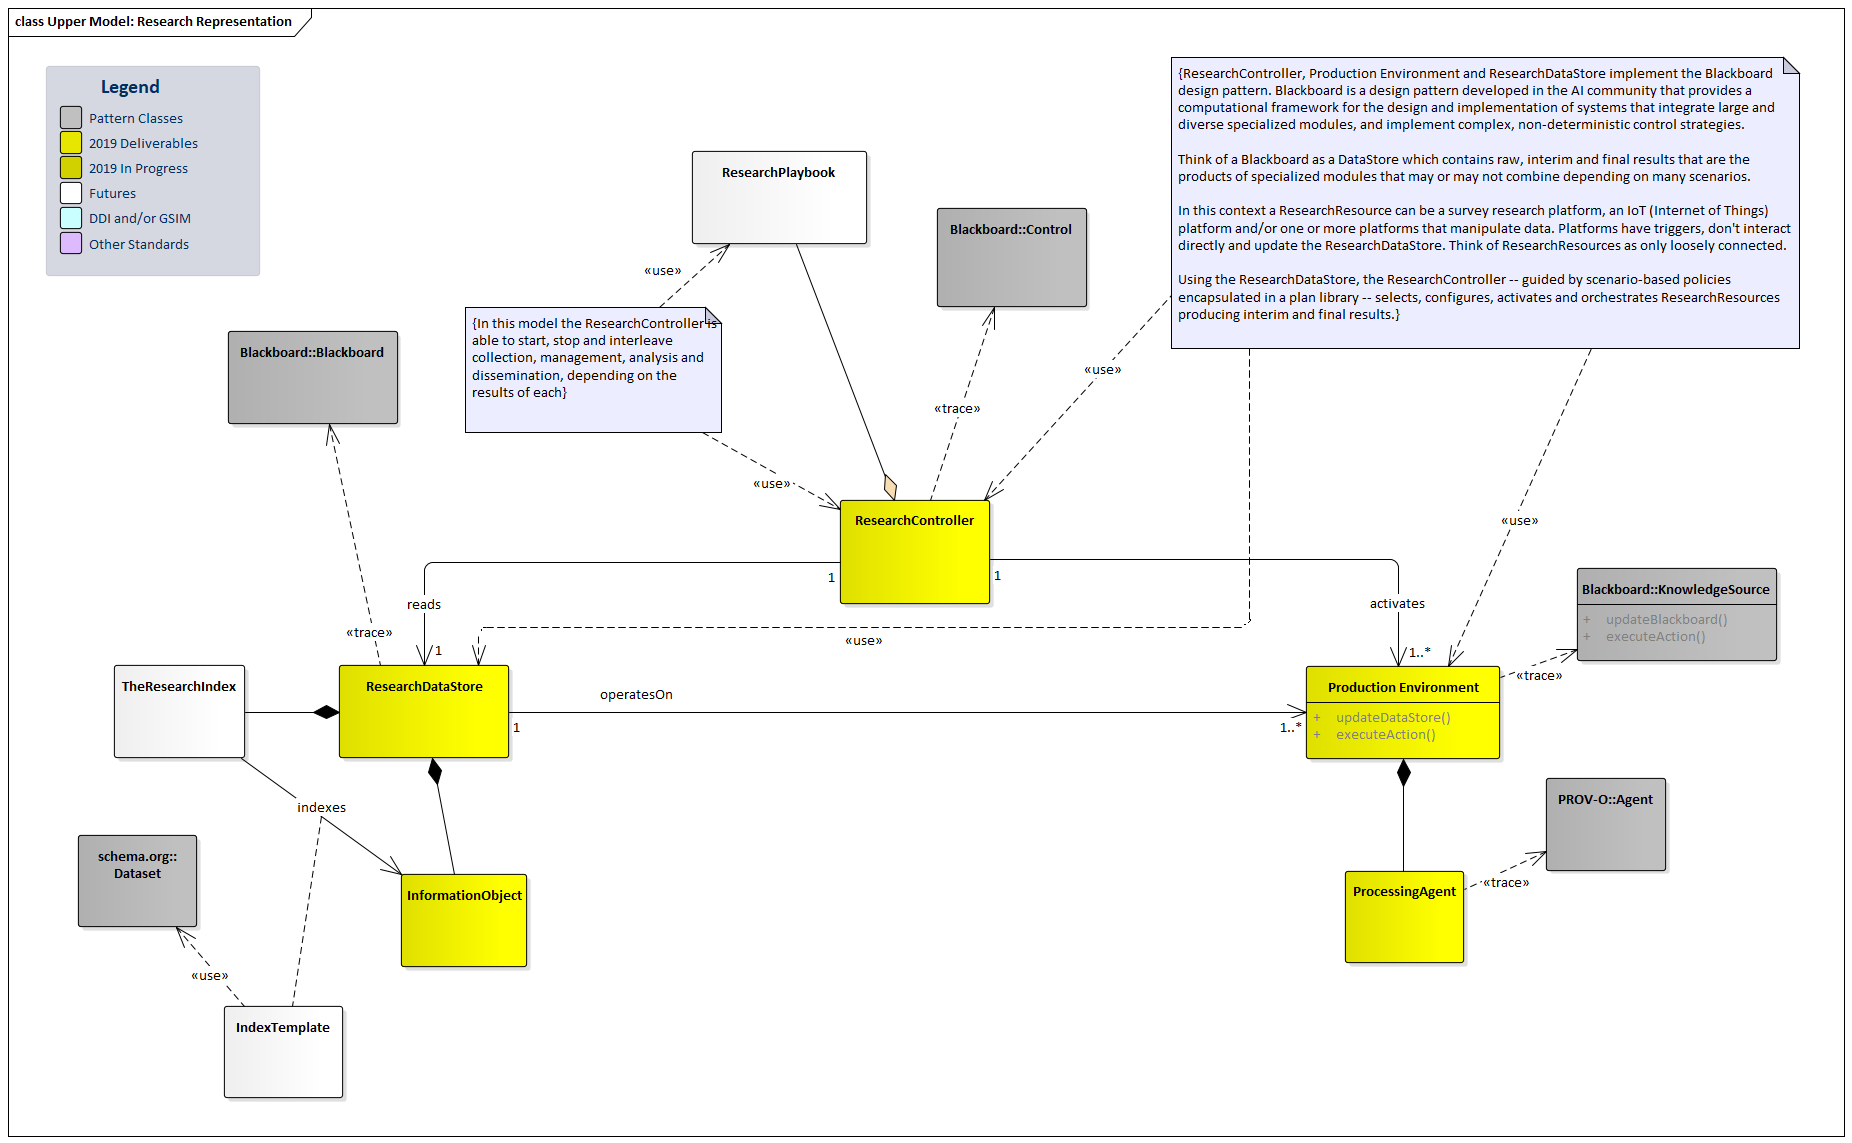 class Upper Model: Research Representation
Legend
Pattern Classes
2019 Deliverables
2019 In Progress
Futures
DDI and/or GSIM
Other Standards
{ResearchController, Production Environment and ResearchDataStore implement the Blackboard
design pattern. Blackboard is a design pattern developed in the AI community that provides a
computational framework for the design and implementation of systems that integrate large and
diverse specialized modules, and implement complex, non-deterministic control strategies.
Think of a Blackboard as a DataStore which contains raw, interim and final results that are the
products of specialized modules that may or may not combine depending on many scenarios.
In this context a ResearchResource can be a survey research platform, an IoT (Internet of Things)
platform and/or one or more platforms that manipulate data. Platforms have triggers, don't interact
directly and update the ResearchDataStore. Think of ResearchResources as only loosely connected.
Using the ResearchDataStore, the ResearchController -- guided by scenario-based policies
encapsulated in a plan library -- selects, configures, activates and orchestrates ResearchResources
producing interim and final results.}
ResearchPlaybook
Blackboard::Control
«use»
{In this model the ResearchController is
able to start, stop and interleave
collection, management, analysis and
dissemination, depending on the
results of each}
Blackboard::Blackboard
«use»
«trace»
«use»
ResearchController
«use»
1
1
reads
activates
Blackboard::KnowledgeSource
+ updateBlackboard()
+ executeAction()
«trace»
«use»
1
1..*
«trace»
TheResearchIndex
ResearchDataStore
operatesOn
1
1..*
Production Environment
+ updateDataStore()
+ executeAction()
indexes
PROV-O::Agent
schema.org::
Dataset
InformationObject
ProcessingAgent
«trace»
«use»
IndexTemplate